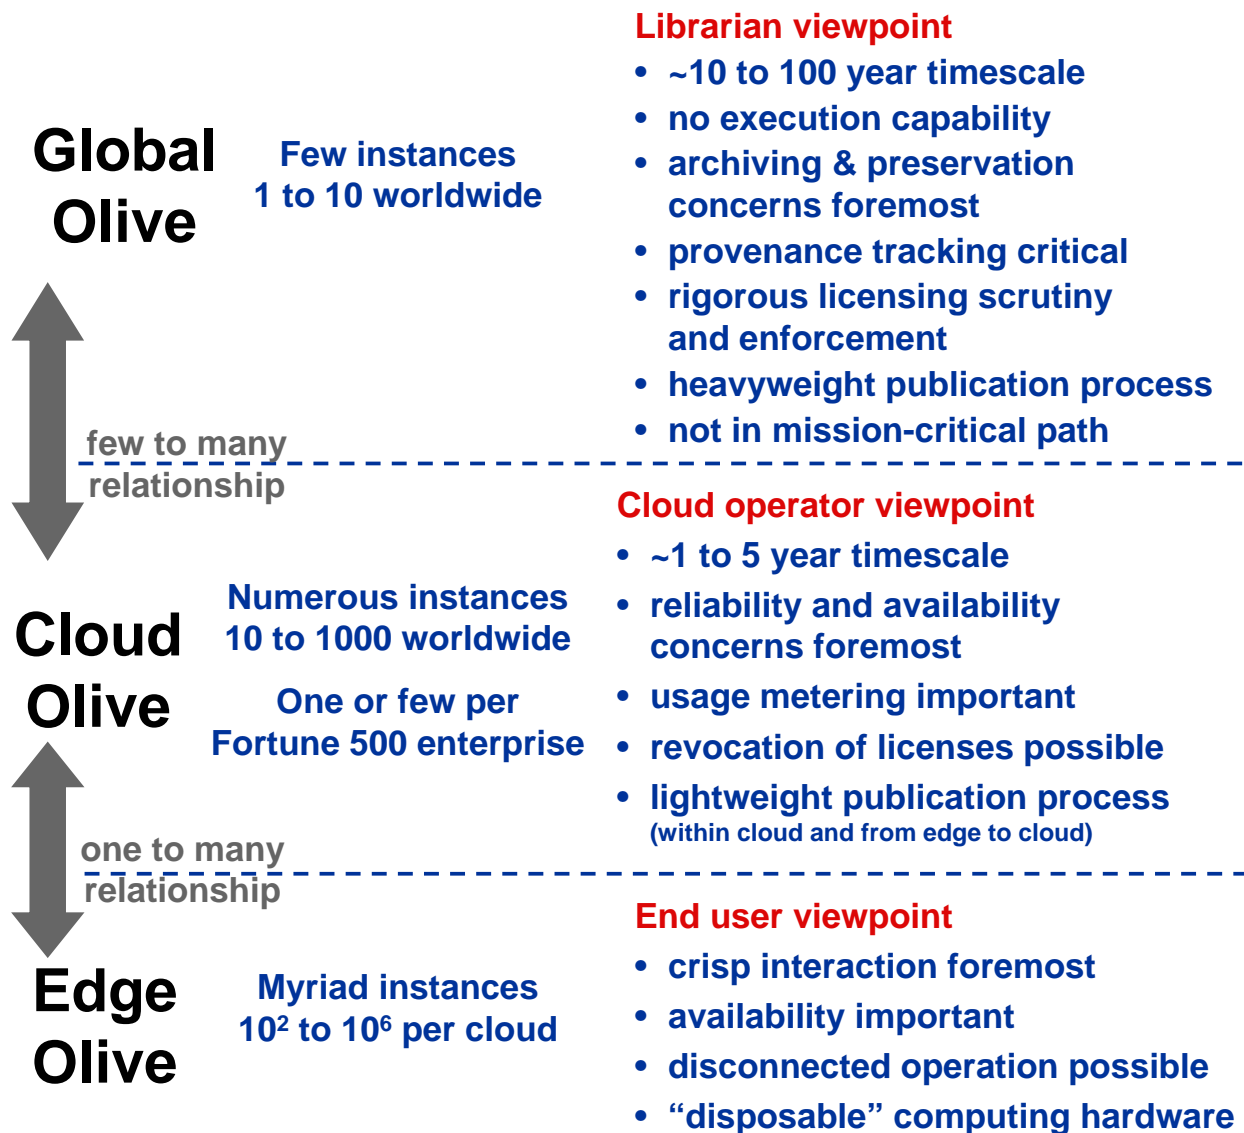 Global
Olive
Few instances
1 to 10 worldwide
Librarian viewpoint
• ~10 to 100 year timescale
• no execution capability
• archiving & preservation
concerns foremost
• provenance tracking critical
• rigorous licensing scrutiny
and enforcement
• heavyweight publication process
• not in mission-critical path
few to many
relationship
Cloud
Olive
Numerous instances
10 to 1000 worldwide
One or few per
Fortune 500 enterprise
Cloud operator viewpoint
• ~1 to 5 year timescale
• reliability and availability
concerns foremost
• usage metering important
• revocation of licenses possible
• lightweight publication process
(within cloud and from edge to cloud)
one to many
relationship
Edge
Olive
Myriad instances
10² to 10⁶ per cloud
End user viewpoint
• crisp interaction foremost
• availability important
• disconnected operation possible
• “disposable” computing hardware